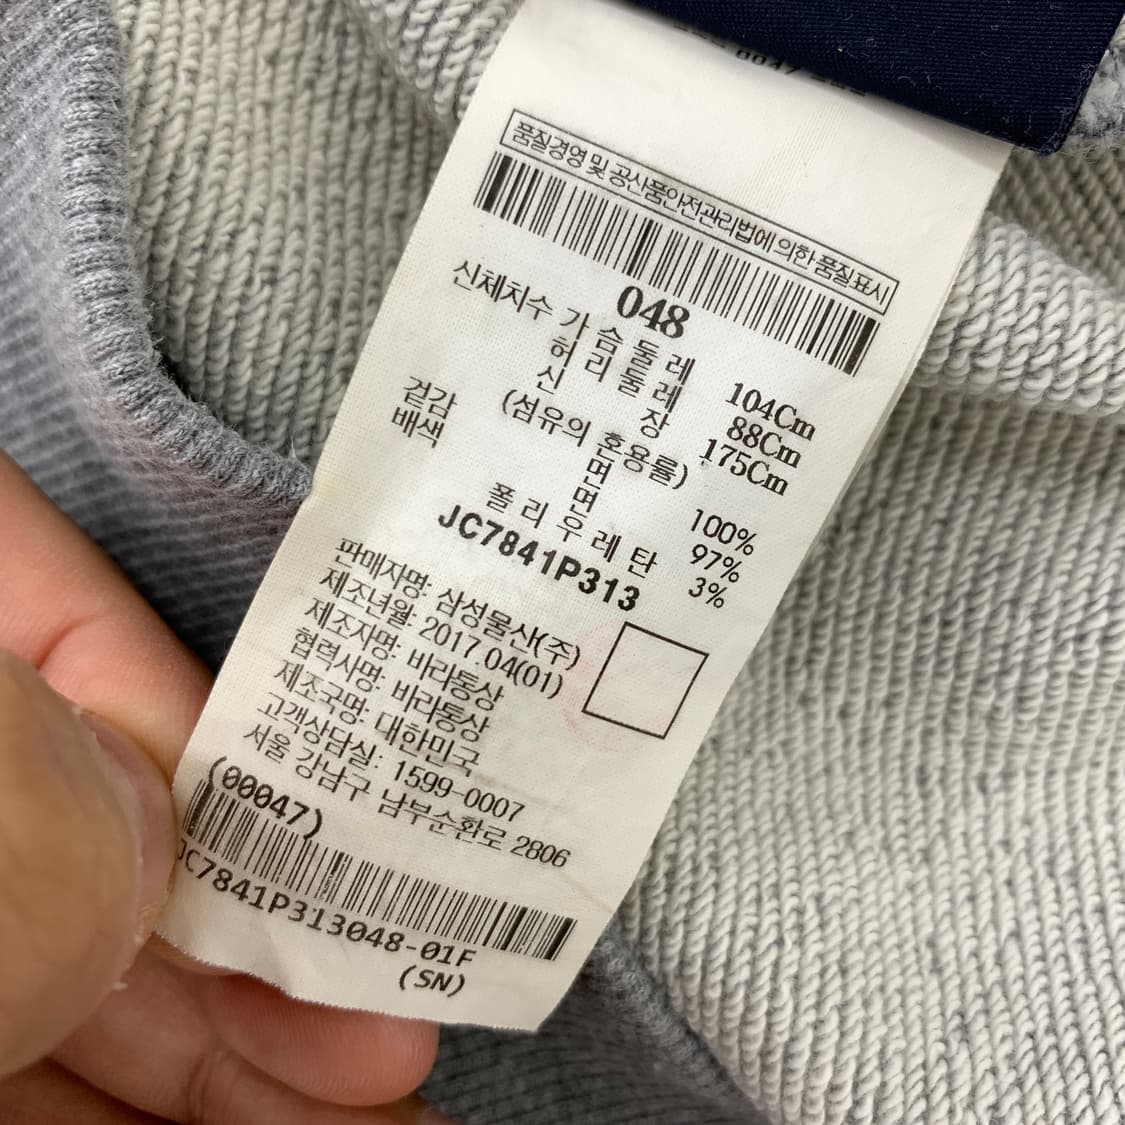 품질경영 및 공산품안전관리법에 의한 품질표시
048
신체치수 가슴둘레 104Cm
허리둘레 88Cm
신장 175Cm
(섬유의 혼용률)
겉감 면 100%
배색 면 97%
폴리우레탄 3%
JC7841P313
판매자명: 삼성물산(주)
제조년월: 2017.04(01)
제조자명: 바라통상
협력사명: 바라통상
제조국명: 대한민국
고객상담실: 1599-0007
서울 강남구 남부순환로 2806
(00047)
JC7841P313048-01F
(SN)